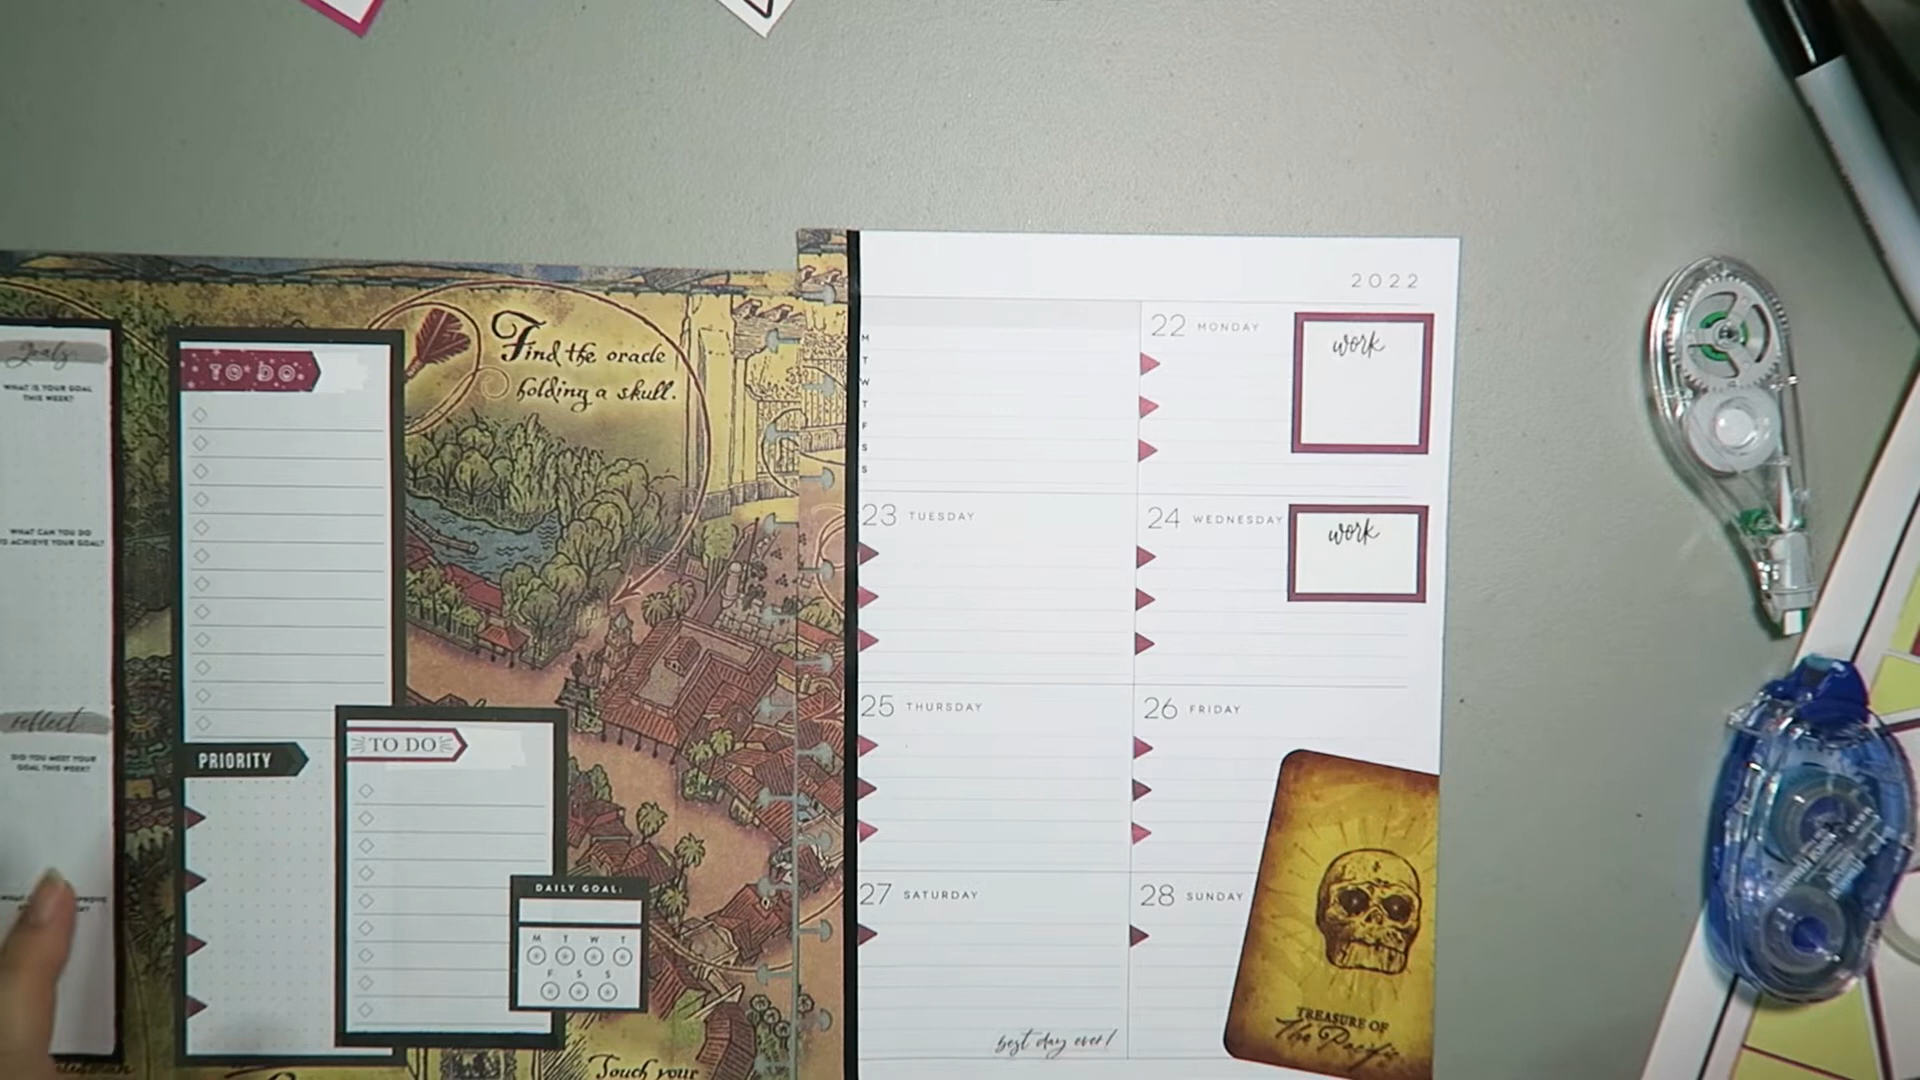 Goals
WHAT IS YOUR GOAL
THIS WEEK?
WHAT CAN YOU DO
ACHIEVE YOUR GOAL?
reflect
DID YOU MEET YOUR
GOAL THIS WEEK?
TO DO
PRIORITY
TO DO
DAILY GOAL:
M T W T
F S S
Find the oracle
holding a skull.
Touch your
2022
M
T
W
T
F
S
S
22 MONDAY
work
23 TUESDAY
24 WEDNESDAY
work
25 THURSDAY
26 FRIDAY
27 SATURDAY
28 SUNDAY
best day ever!
TREASURE OF
The Pacific